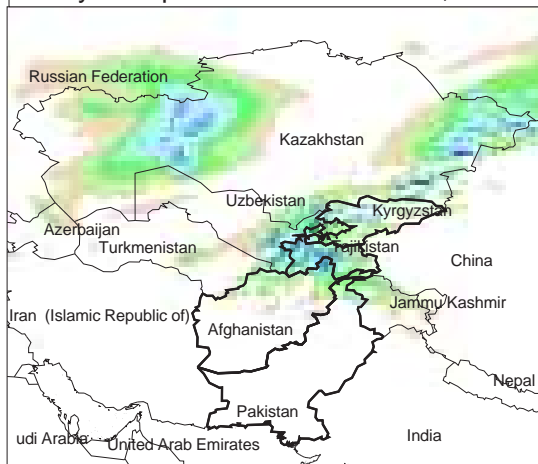 Russian Federation
Kazakhstan
Uzbekistan
Kyrgyzstan
Azerbaijan
Turkmenistan
Tajikistan
China
Jammu/Kashmir
Iran (Islamic Republic of)
Afghanistan
Nepal
Pakistan
udi Arabia
United Arab Emirates
India